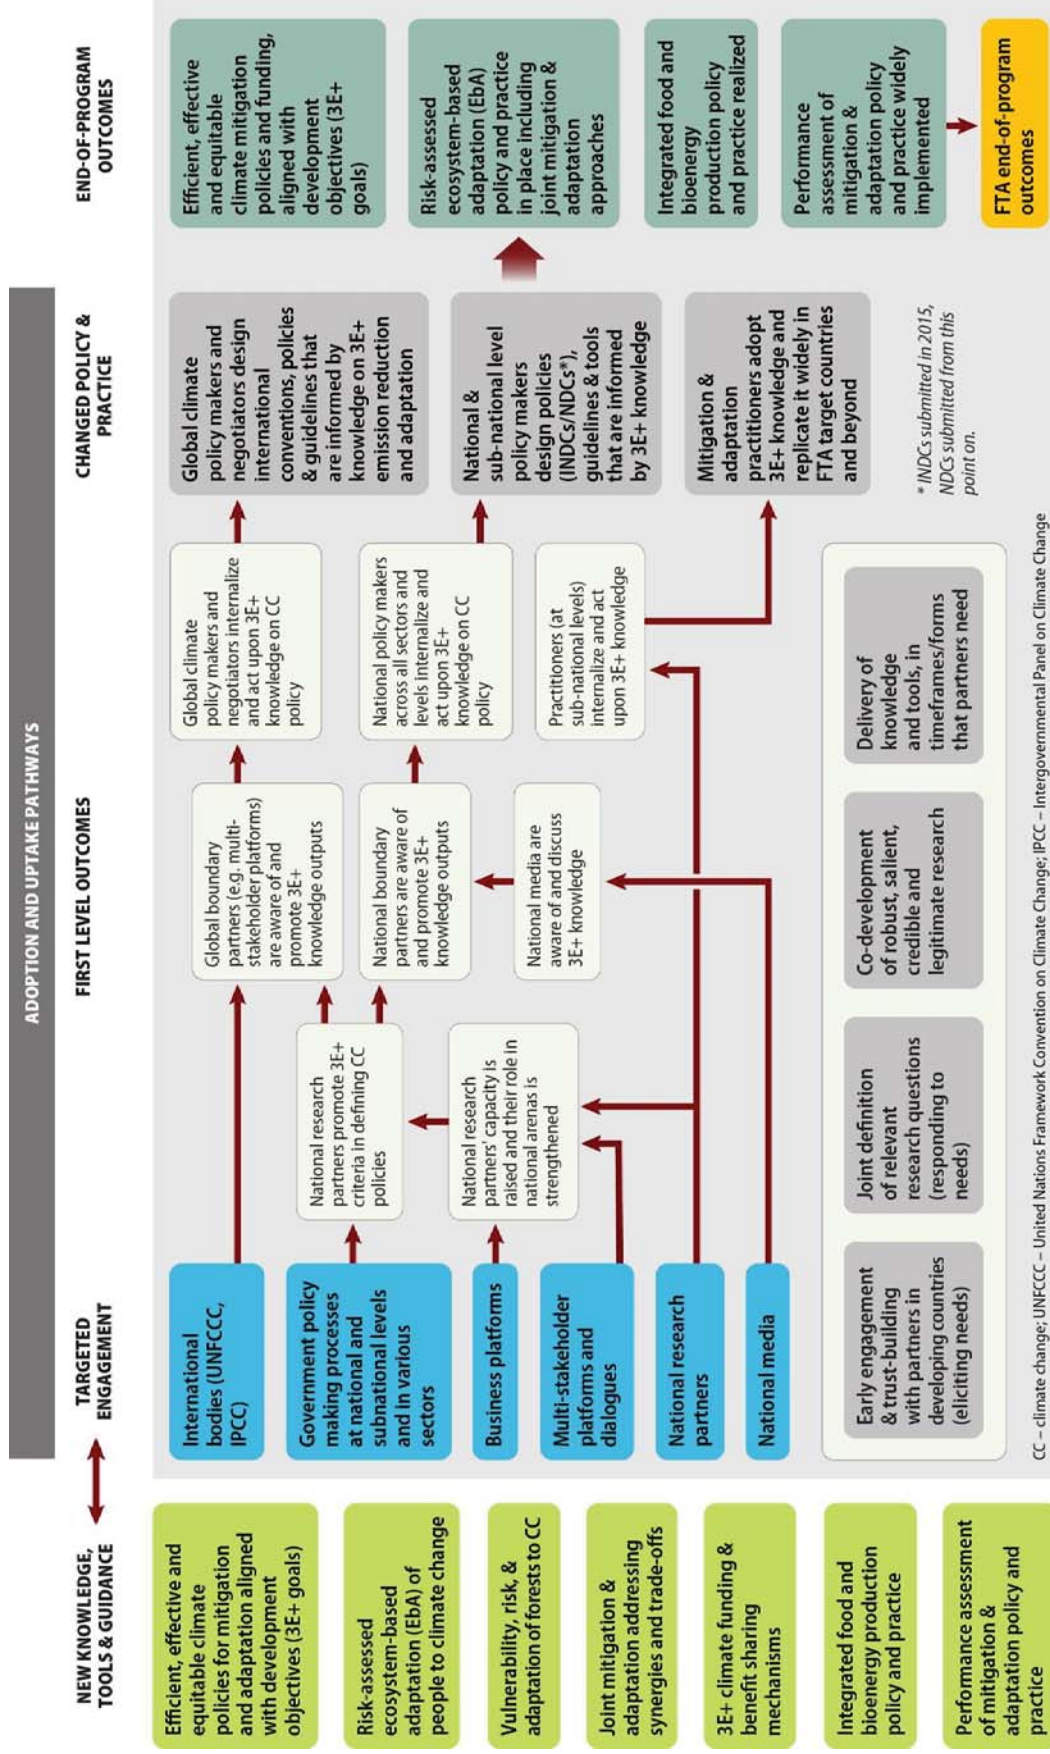 ADOPTION AND UPTAKE PATHWAYS
NEW KNOWLEDGE,
TOOLS & GUIDANCE
TARGETED
ENGAGEMENT
FIRST LEVEL OUTCOMES
CHANGED POLICY &
PRACTICE
END-OF-PROGRAM
OUTCOMES
Efficient, effective and
equitable climate
policies for mitigation
and adaptation aligned
with development
objectives (3E+ goals)
Risk-assessed
ecosystem-based
adaptation (EbA) of
people to climate change
Vulnerability, risk, &
adaptation of forests to CC
Joint mitigation &
adaptation addressing
synergies and trade-offs
3E+ climate funding &
benefit sharing
mechanisms
Integrated food and
bioenergy production
policy and practice
Performance assessment
of mitigation &
adaptation policy and
practice
International
bodies (UNFCCC,
IPCC)
Government policy
making processes
at national and
subnational levels
and in various
sectors
Business platforms
Multi-stakeholder
platforms and
dialogues
National research
partners
National media
National research
partners promote 3E+
criteria in defining CC
policies
National research
partners' capacity is
raised and their role in
national arenas is
strengthened
Global boundary
partners (e.g. multi-
stakeholder platforms)
are aware of and
promote 3E+
knowledge outputs
National boundary
partners are aware of
and promote 3E+
knowledge outputs
National media are
aware of and discuss
3E+ knowledge
Global climate
policy makers and
negotiators internalize
and act upon 3E+
knowledge on CC
policy
National policy makers
across all sectors and
levels internalize and
act upon 3E+
knowledge on CC
policy
Practitioners (at
sub-national levels)
internalize and act
upon 3E+ knowledge
Global climate
policy makers and
negotiators design
international
conventions, policies
& guidelines that
are informed by
knowledge on 3E+
emission reduction
and adaptation
National &
sub-national level
policy makers
design policies
(INDCs/NDCs*),
guidelines & tools
that are informed
by 3E+ knowledge
Mitigation &
adaptation
practitioners adopt
3E+ knowledge and
replicate it widely in
FTA target countries
and beyond
* INDCs submitted in 2015,
NDCs submitted from this
point on.
Efficient, effective
and equitable
climate mitigation
policies and funding,
aligned with
development
objectives (3E+
goals)
Risk-assessed
ecosystem-based
adaptation (EbA)
policy and practice
in place including
joint mitigation &
adaptation
approaches
Integrated food and
bioenergy
production policy
and practice realized
Performance
assessment of
mitigation &
adaptation policy
and practice widely
implemented
FTA end-of-program
outcomes
Early engagement
& trust-building
with partners in
developing countries
(eliciting needs)
Joint definition
of relevant
research questions
(responding to
needs)
Co-development
of robust, salient,
credible and
legitimate research
Delivery of
knowledge
and tools, in
timeframes/forms
that partners need
CC – climate change; UNFCCC – United Nations Framework Convention on Climate Change; IPCC – Intergovernmental Panel on Climate Change